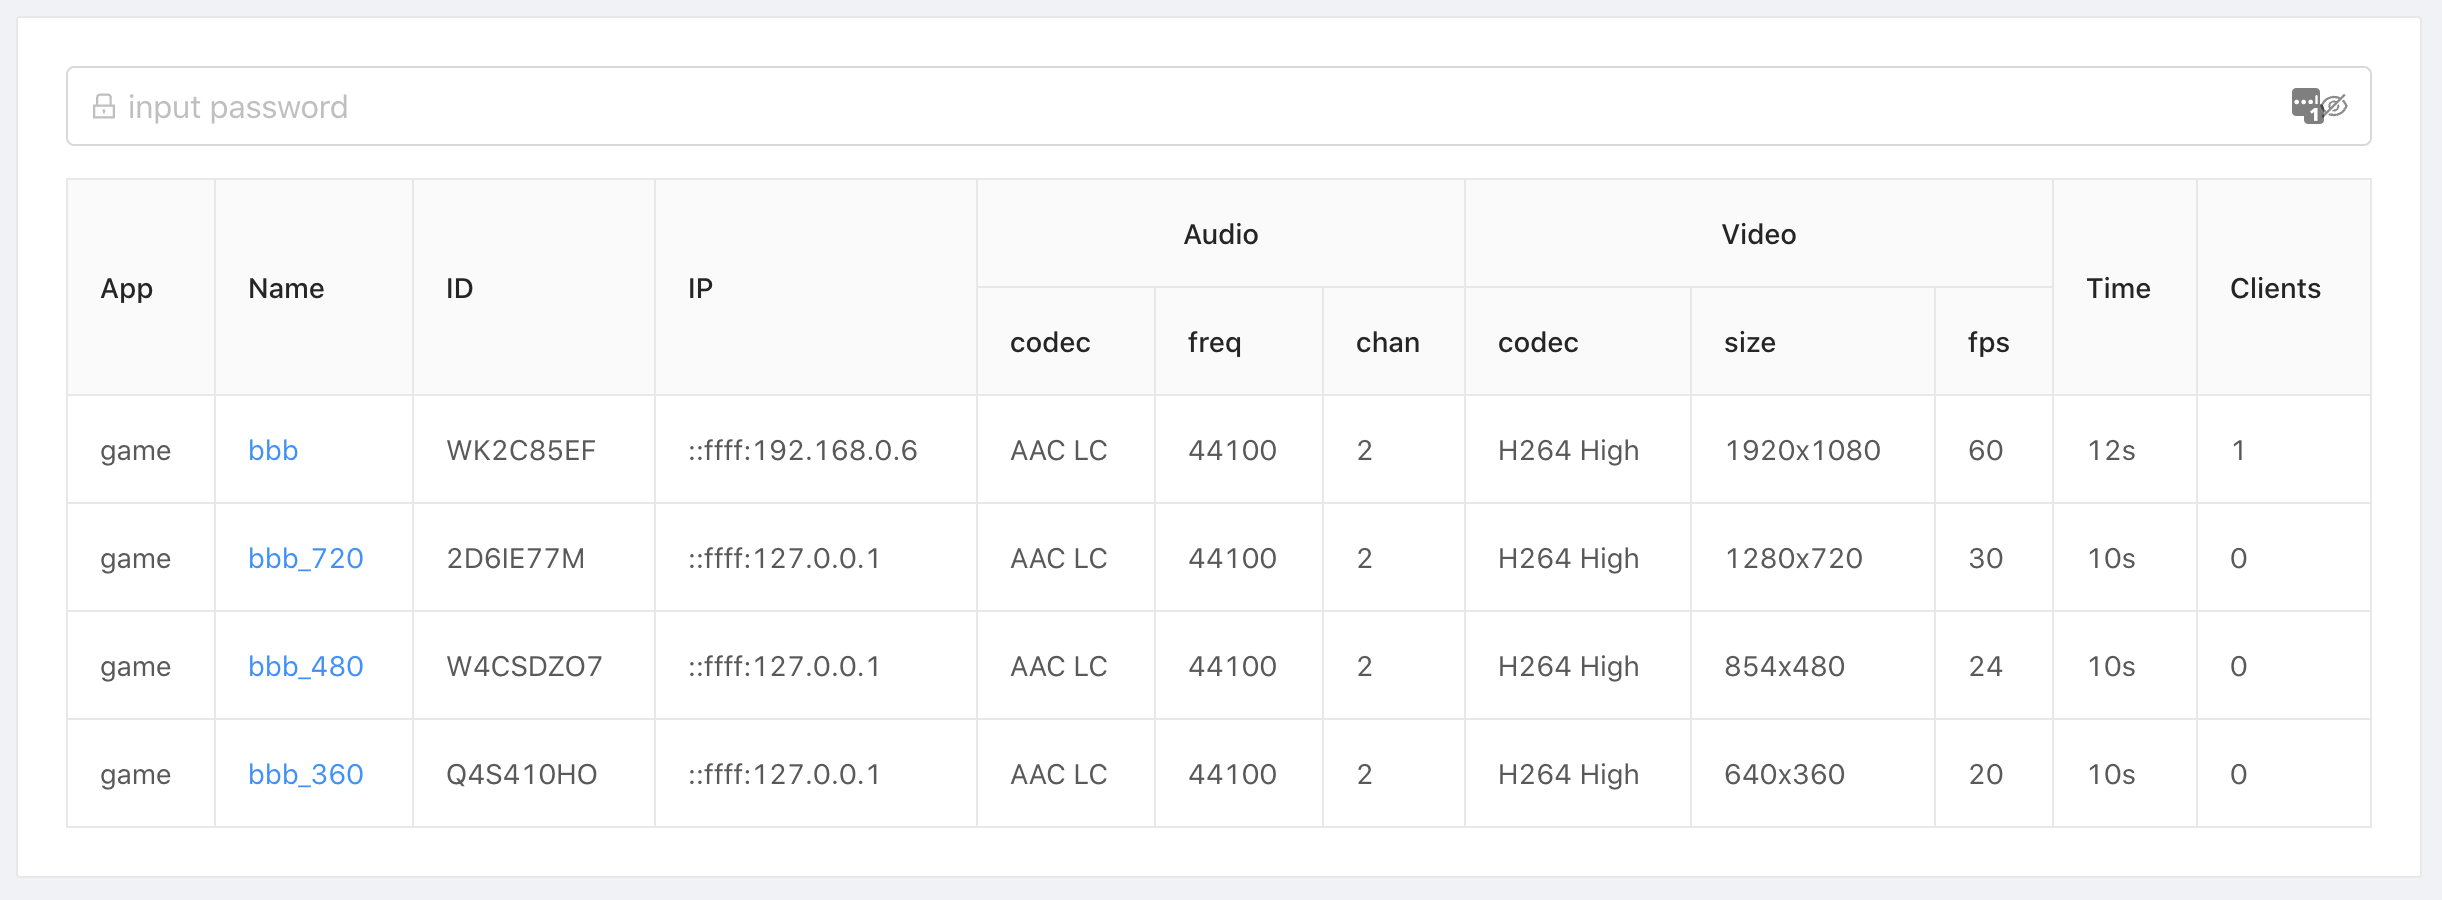 input password
1
Audio Video
App Name ID IP Time Clients
codec freq chan codec size fps
game bbb WK2C85EF ::ffff:192.168.0.6 AAC LC 44100 2 H264 High 1920x1080 60 12s 1
game bbb_720 2D6IE77M ::ffff:127.0.0.1 AAC LC 44100 2 H264 High 1280x720 30 10s 0
game bbb_480 W4CSDZO7 ::ffff:127.0.0.1 AAC LC 44100 2 H264 High 854x480 24 10s 0
game bbb_360 Q4S410HO ::ffff:127.0.0.1 AAC LC 44100 2 H264 High 640x360 20 10s 0